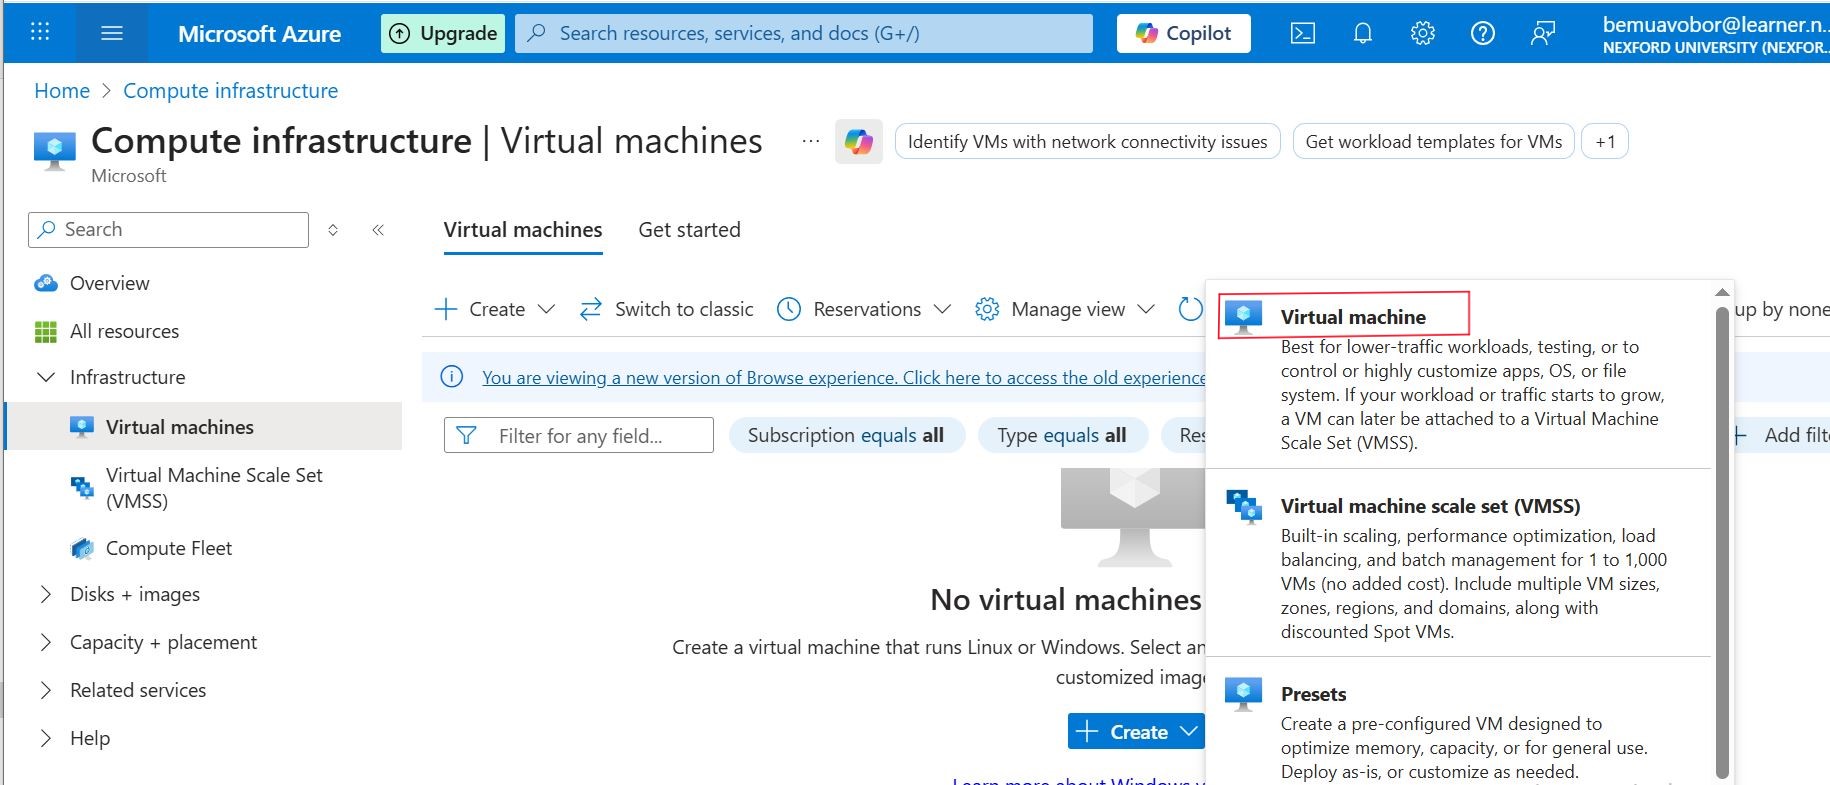 Microsoft Azure
Upgrade
Search resources, services, and docs (G+/)
Copilot
bemuavobor@learner.n...
NEXFORD UNIVERSITY (NEXFOR...
Home > Compute infrastructure
Compute infrastructure | Virtual machines
...
Identify VMs with network connectivity issues
Get workload templates for VMs
+1
Microsoft
Search
Overview
All resources
Infrastructure
Virtual machines
Virtual Machine Scale Set
(VMSS)
Compute Fleet
Disks + images
Capacity + placement
Related services
Help
Virtual machines
Get started
Create
Switch to classic
Reservations
Manage view
up by none
You are viewing a new version of Browse experience. Click here to access the old experience
Filter for any field...
Subscription equals all
Type equals all
Add
No virtual machines
Create a virtual machine that runs Linux or Windows. Select
customized
Create
Learn more about Windows
Virtual machine
Best for lower-traffic workloads, testing, or to
control or highly customize apps, OS, or file
system. If your workload or traffic starts to grow,
a VM can later be attached to a Virtual Machine
Scale Set (VMSS).
Virtual machine scale set (VMSS)
Built-in scaling, performance optimization, load
balancing, and batch management for 1 to 1,000
VMs (no added cost). Include multiple VM sizes,
zones, regions, and domains, along with
discounted Spot VMs.
Presets
Create a pre-configured VM designed to
optimize memory, capacity, or for general use.
Deploy as-is, or customize as needed.